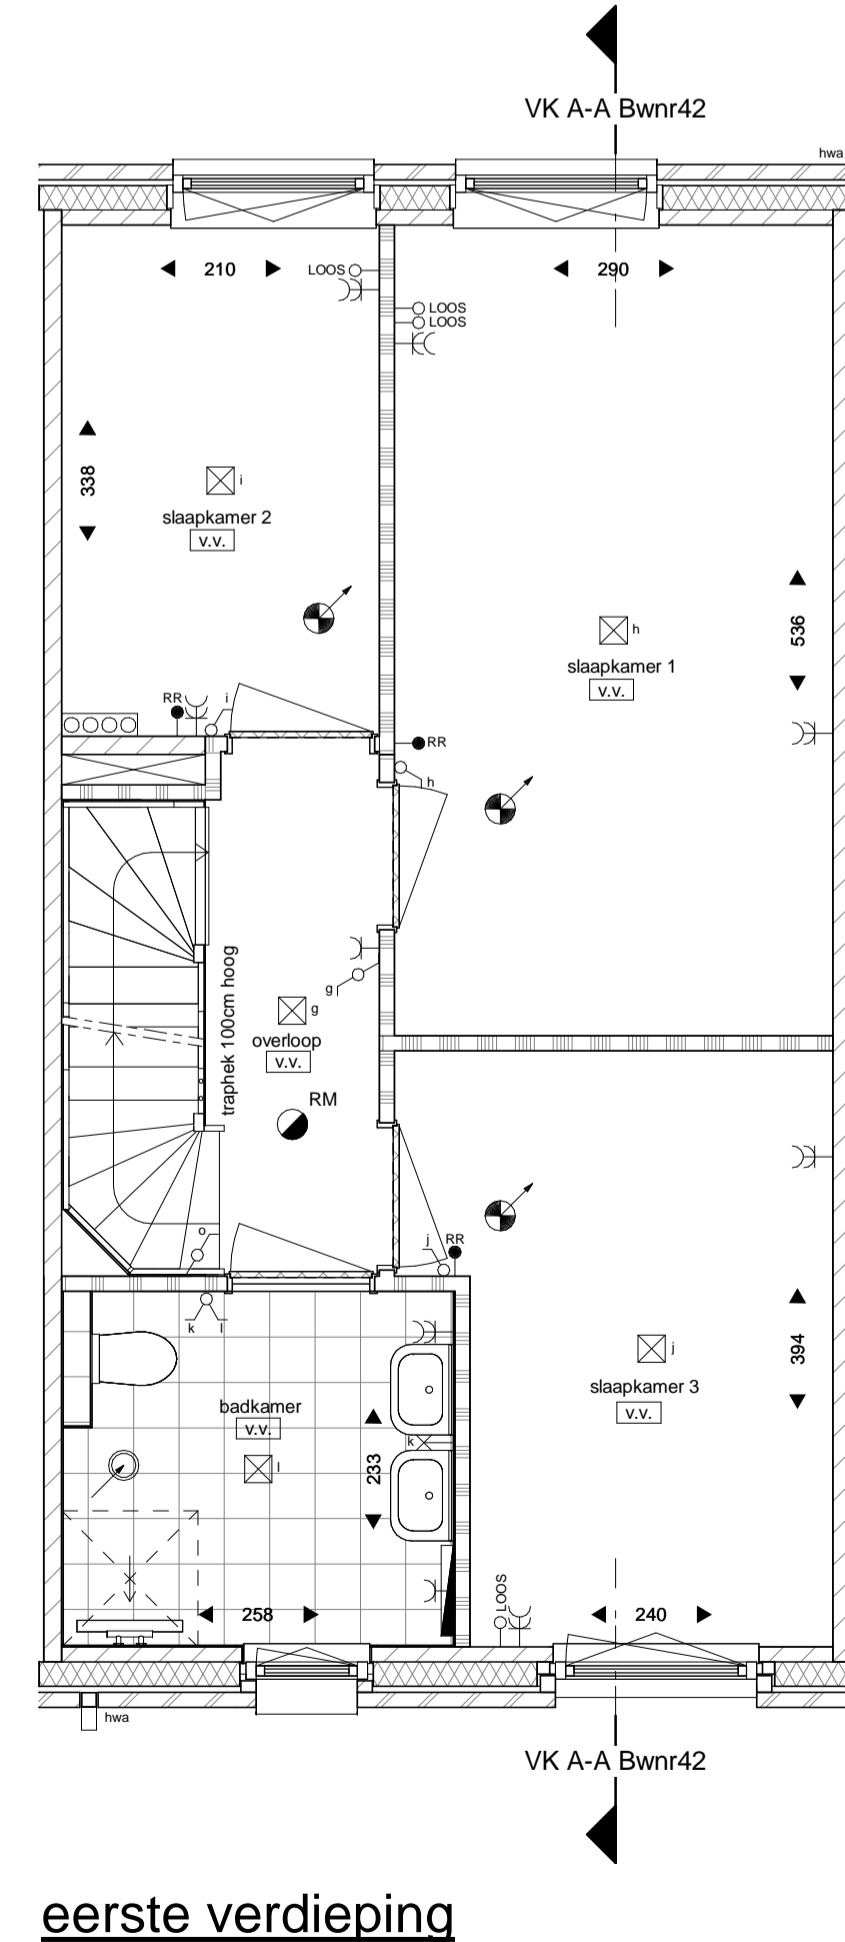 VK A-A Bwnr42
hwa
210
LOOS
290
LOOS
LOOS
338
i
slaapkamer 2
v.v.
536
h
slaapkamer 1
v.v.
RR
i
RR
h
traphek 100cm hoog
g
g
overloop
v.v.
RM
o
j
RR
k
l
394
j
slaapkamer 3
v.v.
badkamer
v.v.
k
233
l
LOOS
258
240
hwa
VK A-A Bwnr42
eerste verdieping